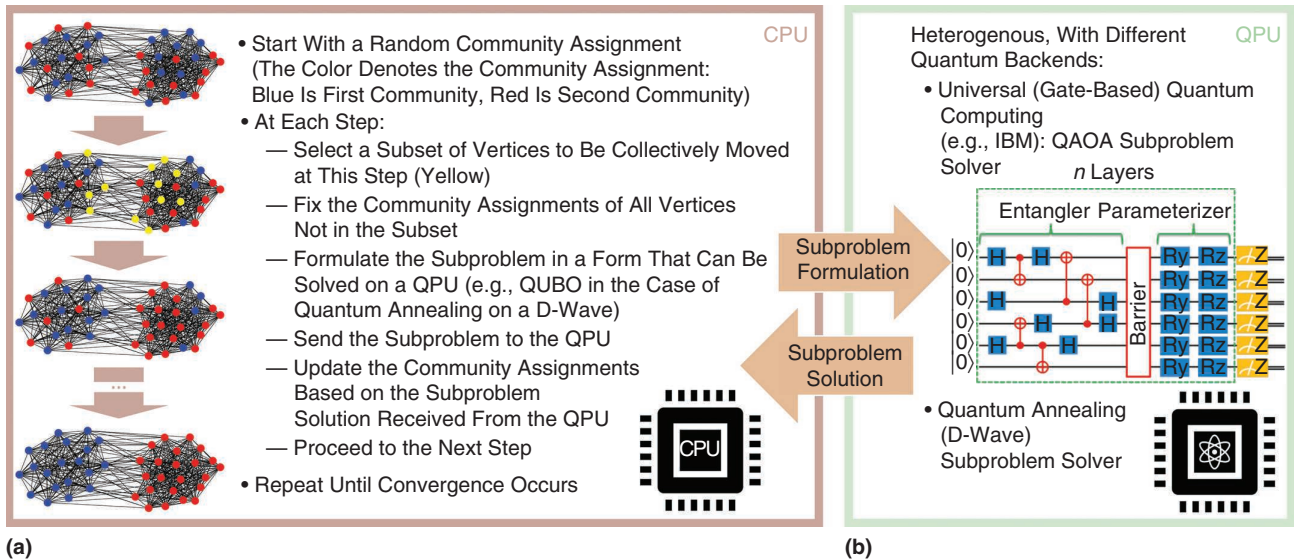 CPU
• Start With a Random Community Assignment
(The Color Denotes the Community Assignment:
Blue Is First Community, Red Is Second Community)
• At Each Step:
— Select a Subset of Vertices to Be Collectively Moved
at This Step (Yellow)
— Fix the Community Assignments of All Vertices
Not in the Subset
— Formulate the Subproblem in a Form That Can Be
Solved on a QPU (e.g., QUBO in the Case of
Quantum Annealing on a D-Wave)
— Send the Subproblem to the QPU
— Update the Community Assignments
Based on the Subproblem
Solution Received From the QPU
— Proceed to the Next Step
• Repeat Until Convergence Occurs
...
CPU
(a)
Subproblem
Formulation
Subproblem
Solution
QPU
Heterogenous, With Different
Quantum Backends:
• Universal (Gate-Based) Quantum
Computing
(e.g., IBM): QAOA Subproblem
Solver
n Layers
Entangler Parameterizer
|0⟩ H H Ry Rz Z
|0⟩ Ry Rz Z
|0⟩ H H Ry Rz Z
|0⟩ H H Ry Rz Z
|0⟩ H H Ry Rz Z
|0⟩ Ry Rz Z
Barrier
• Quantum Annealing
(D-Wave)
Subproblem Solver
(b)